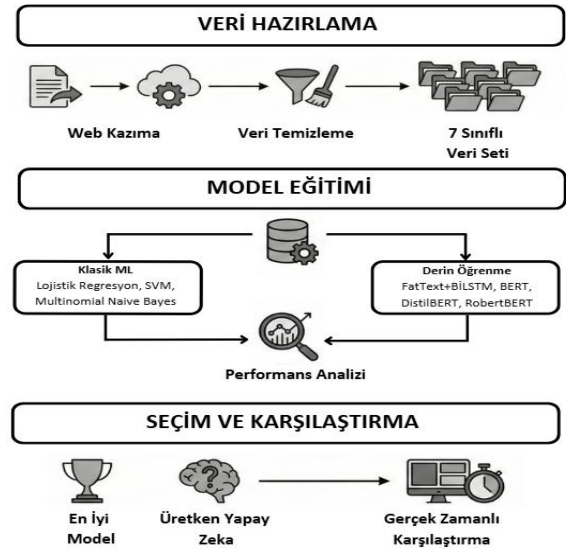 VERİ HAZIRLAMA
Web Kazıma
Veri Temizleme
7 Sınıflı
Veri Seti
MODEL EĞİTİMİ
Klasik ML
Lojistik Regresyon, SVM,
Multinomial Naive Bayes
Derin Öğrenme
FatText+BİLSTM, BERT,
DistilBERT, RobertBERT
Performans Analizi
SEÇİM VE KARŞILAŞTIRMA
En İyi
Model
Üretken Yapay
Zeka
Gerçek Zamanlı
Karşılaştırma